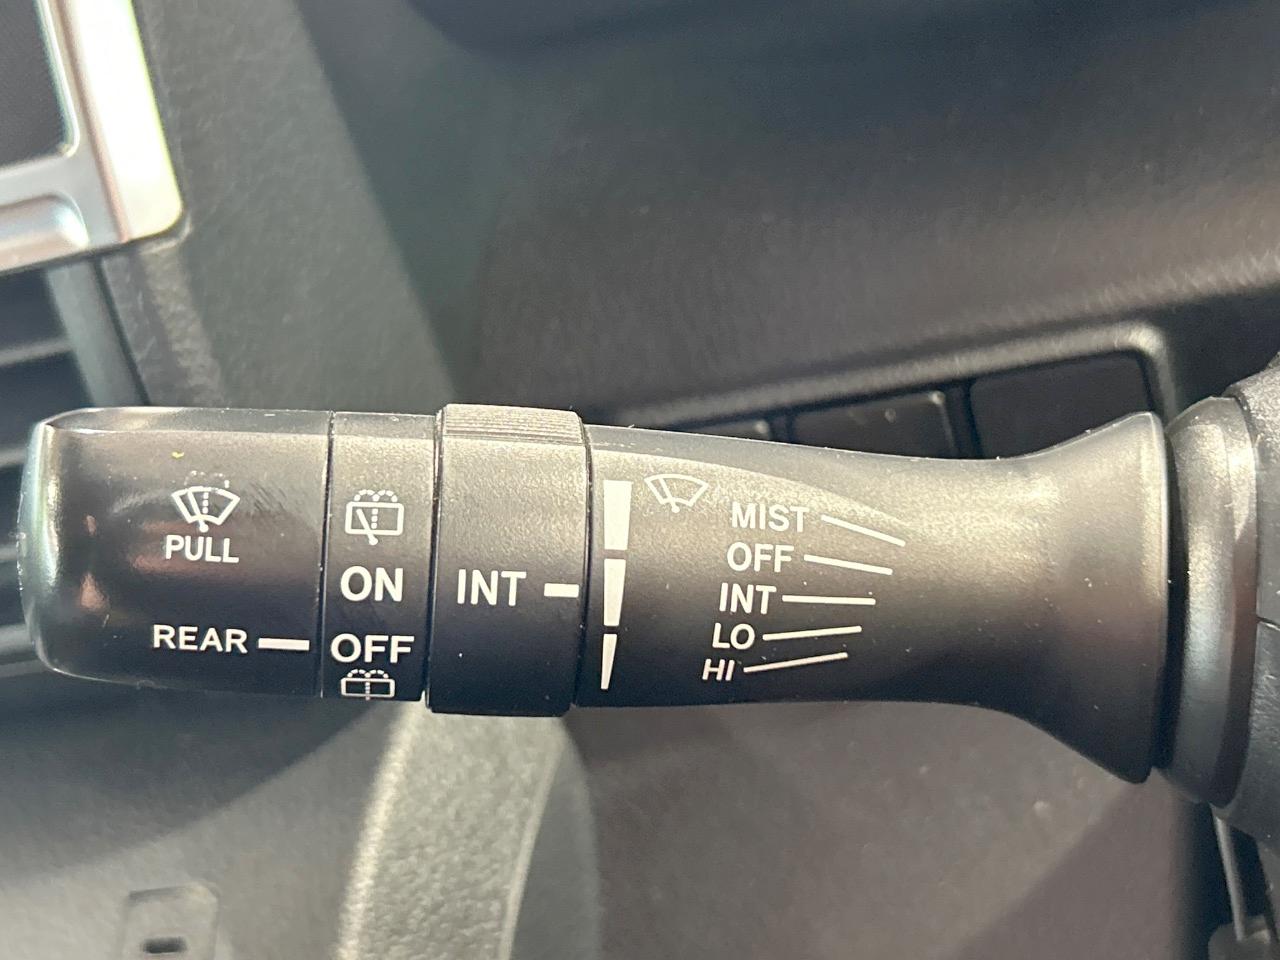 PULL
REAR
ON
OFF
INT
MIST
OFF
INT
LO
HI